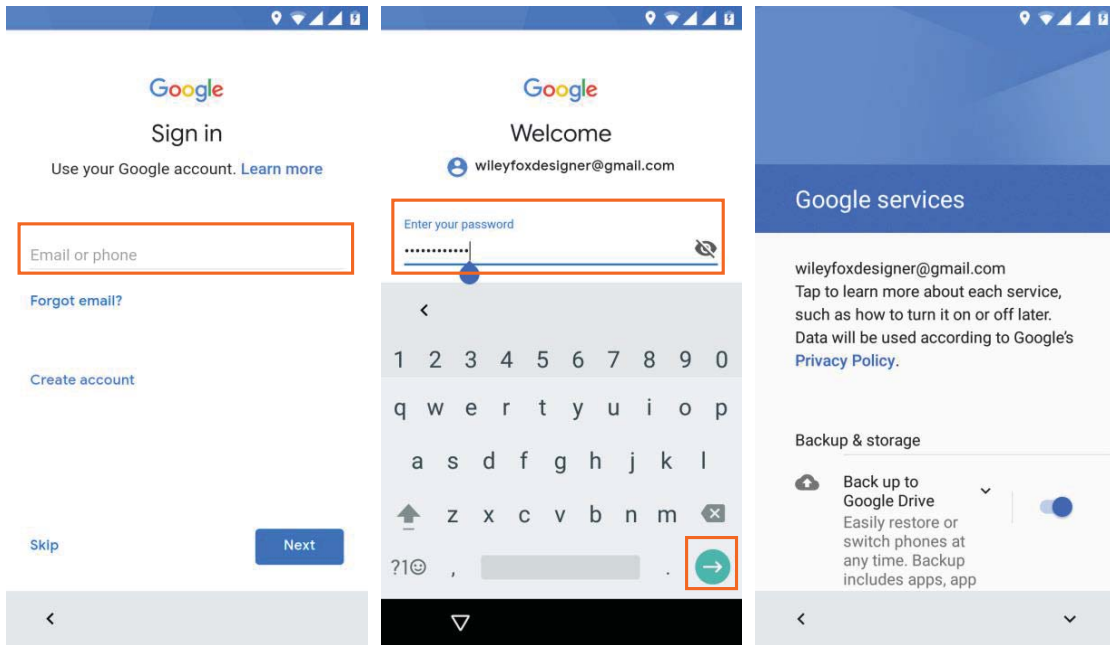 Google
Sign in
Use your Google account. Learn more
Email or phone
Forgot email?
Create account
Skip
Next
Google
Welcome
wileyfoxdesigner@gmail.com
Enter your password
••••••••••••
1 2 3 4 5 6 7 8 9 0
q w e r t y u i o p
a s d f g h j k l
z x c v b n m
?1☺ , .
Google services
wileyfoxdesigner@gmail.com
Tap to learn more about each service,
such as how to turn it on or off later.
Data will be used according to Google's
Privacy Policy.
Backup & storage
Back up to
Google Drive
Easily restore or
switch phones at
any time. Backup
includes apps, app